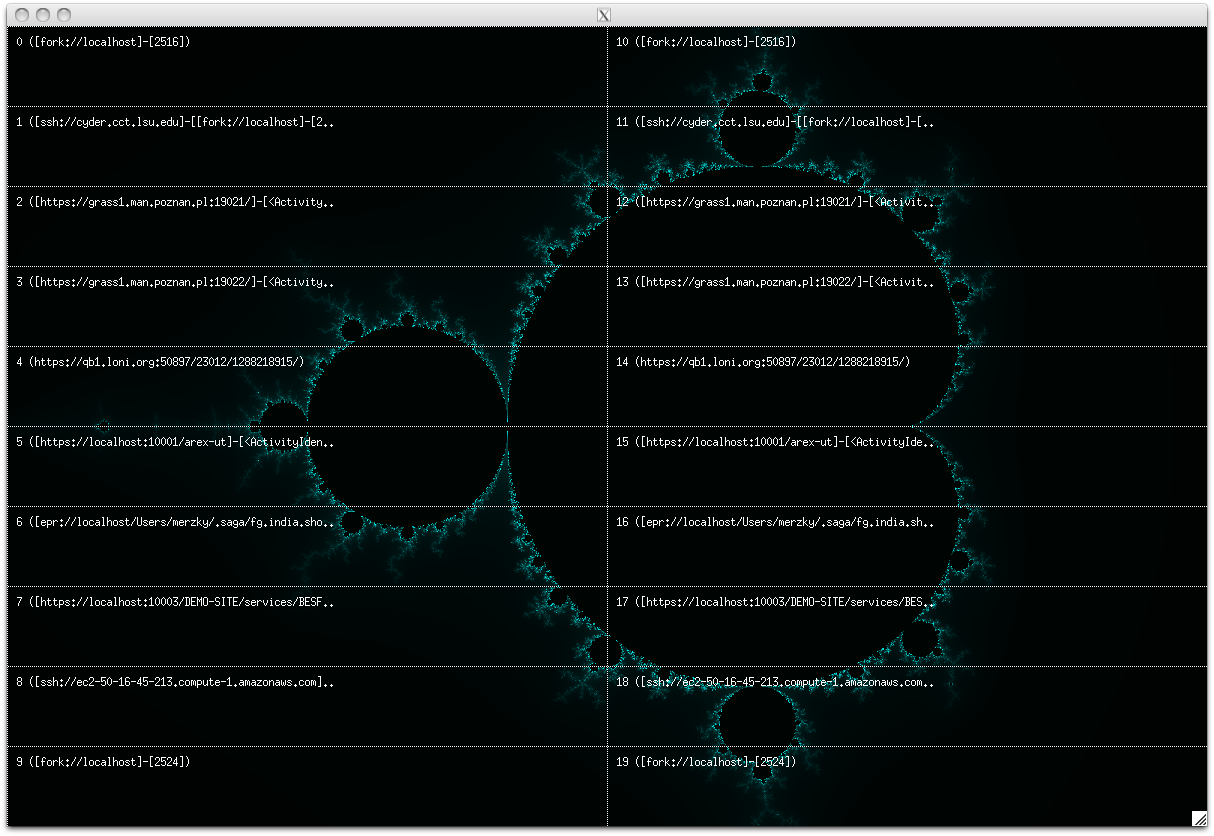 X
0 ([fork://localhost]-[2516])
1 ([ssh://cyder.cct.lsu.edu]-[[fork://localhost]-[2..
2 ([https://grass1.man.poznan.pl:19021/]-[<Activity..
3 ([https://grass1.man.poznan.pl:19022/]-[<Activity..
4 (https://qb1.loni.org:50897/23012/1288218915/)
5 ([https://localhost:10001/arex-ut]-[<ActivityIden..
6 ([epr://localhost/Users/merzky/.saga/fg.india.sho..
7 ([https://localhost:10003/DEMO-SITE/services/BESF..
8 ([ssh://ec2-50-16-45-213.compute-1.amazonaws.com]..
9 ([fork://localhost]-[2524])
10 ([fork://localhost]-[2516])
11 ([ssh://cyder.cct.lsu.edu]-[[fork://localhost]-[..
12 ([https://grass1.man.poznan.pl:19021/]-[<Activit..
13 ([https://grass1.man.poznan.pl:19022/]-[<Activit..
14 (https://qb1.loni.org:50897/23012/1288218915/)
15 ([https://localhost:10001/arex-ut]-[<ActivityIde..
16 ([epr://localhost/Users/merzky/.saga/fg.india.sh..
17 ([https://localhost:10003/DEMO-SITE/services/BES..
18 ([ssh://ec2-50-16-45-213.compute-1.amazonaws.com..
19 ([fork://localhost]-[2524])